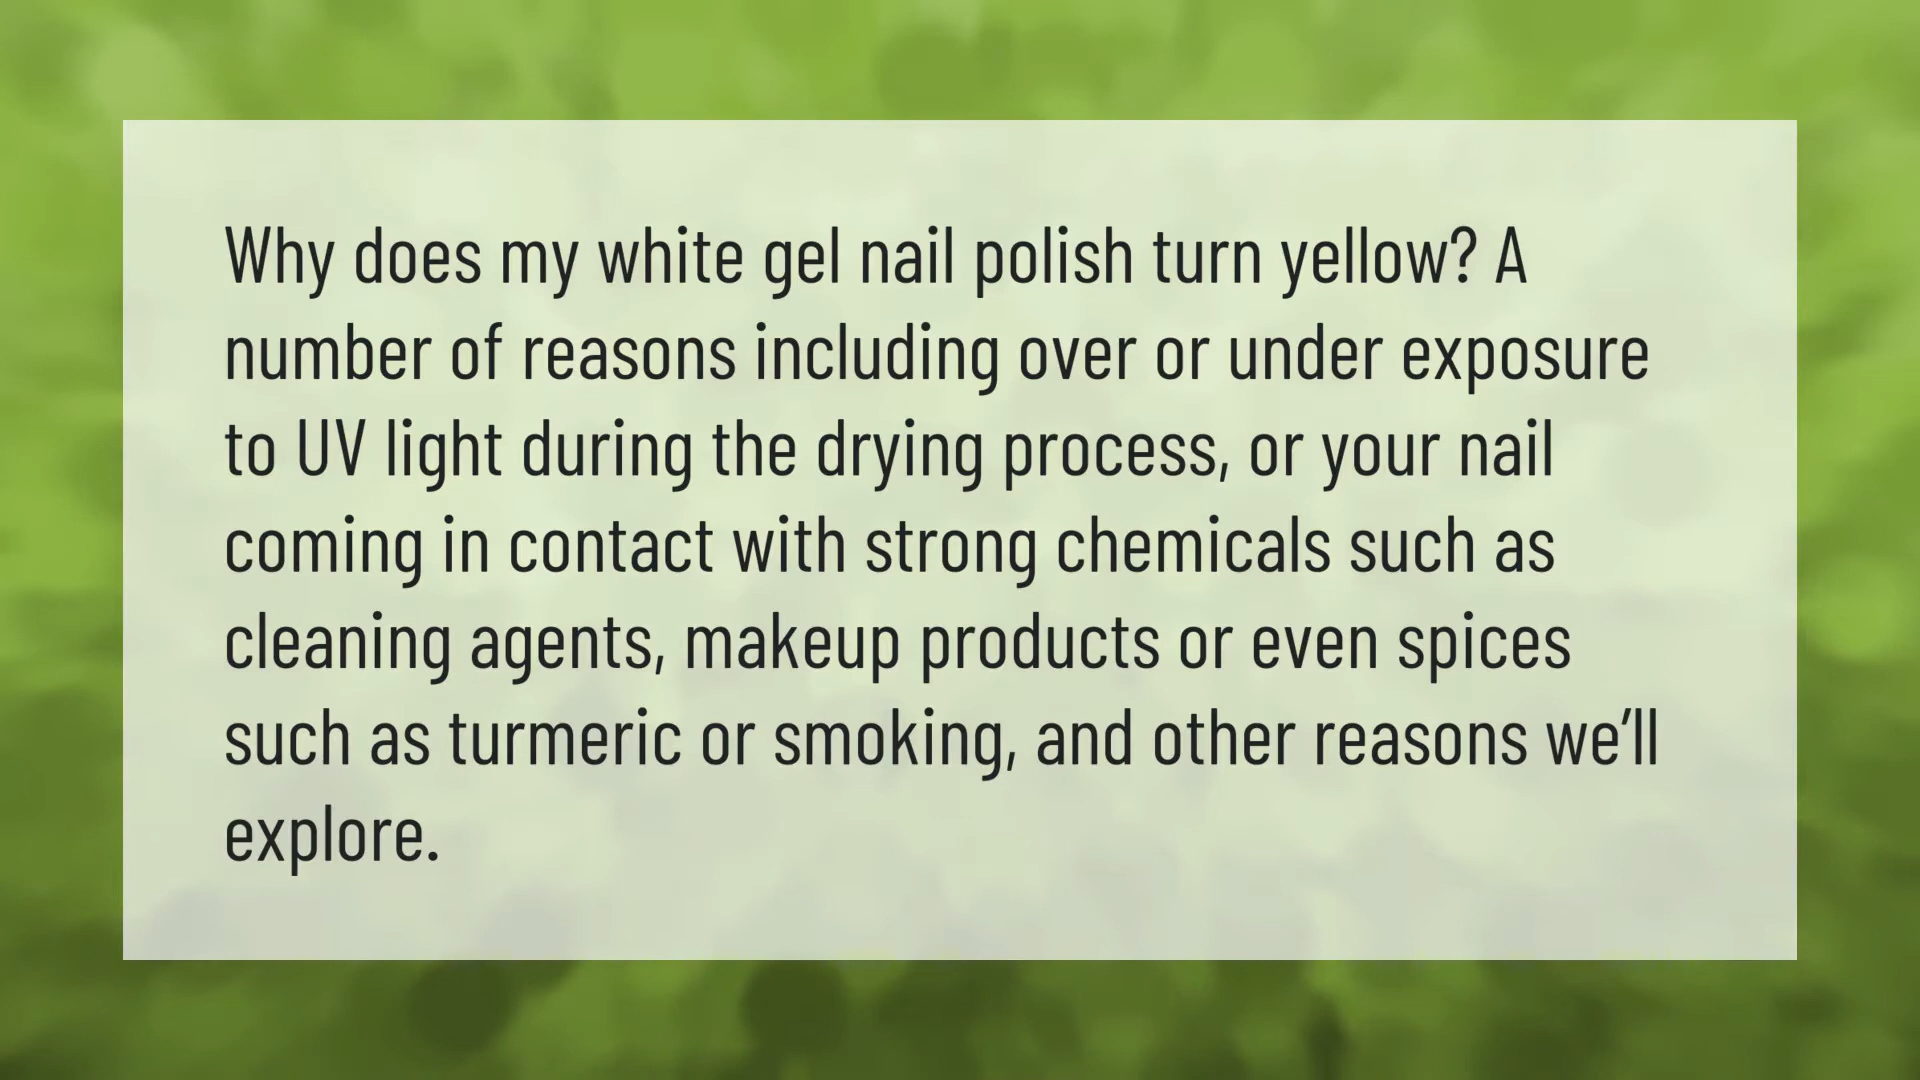 Why does my white gel nail polish turn yellow? A
number of reasons including over or under exposure
to UV light during the drying process, or your nail
coming in contact with strong chemicals such as
cleaning agents, makeup products or even spices
such as turmeric or smoking, and other reasons we’ll
explore.